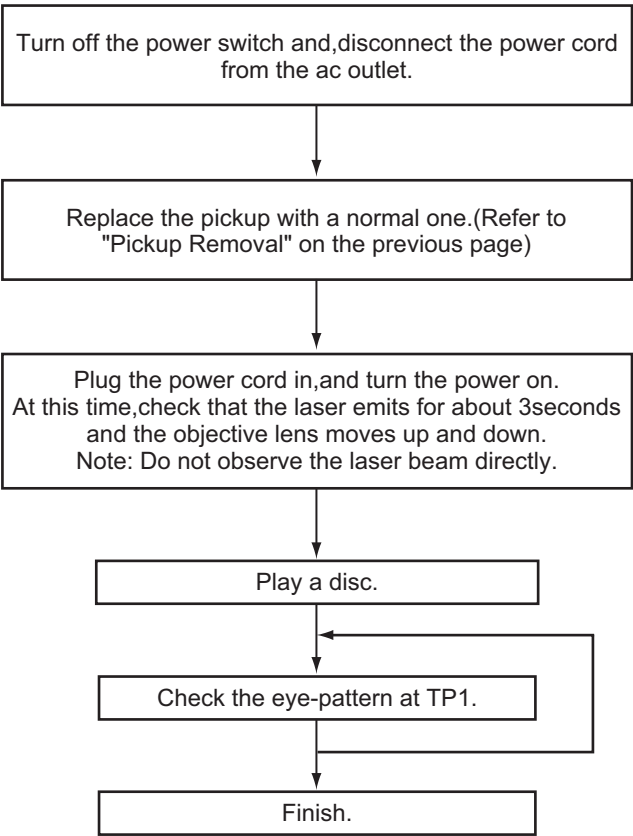 Turn off the power switch and,disconnect the power cord
from the ac outlet.
Replace the pickup with a normal one.(Refer to
"Pickup Removal" on the previous page)
Plug the power cord in,and turn the power on.
At this time,check that the laser emits for about 3seconds
and the objective lens moves up and down.
Note: Do not observe the laser beam directly.
Play a disc.
Check the eye-pattern at TP1.
Finish.